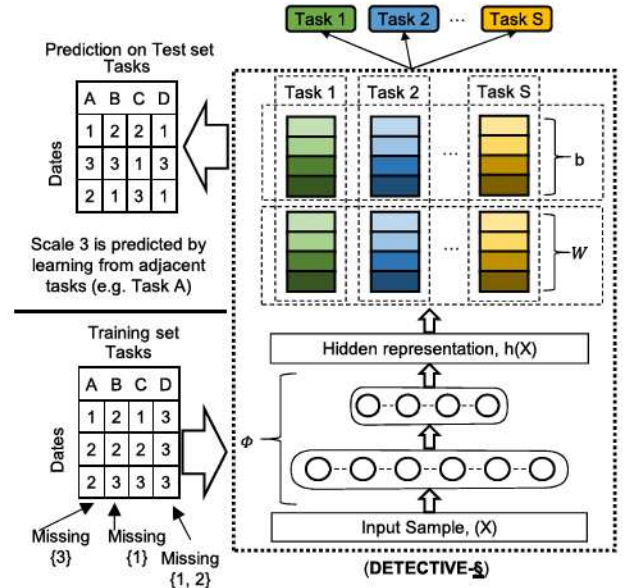 Task 1 Task 2 ... Task S
Prediction on Test set
Tasks
A B C D
1 2 2 1
3 3 1 3
2 1 3 1
Dates
Scale 3 is predicted by
learning from adjacent
tasks (e.g. Task A)
Training set
Tasks
A B C D
1 2 1 3
2 2 2 3
2 3 3 3
Dates
Missing
{3}
Missing
{1}
Missing
{1, 2}
Task 1 Task 2 Task S
... b
... W
Hidden representation, h(X)
Φ
Input Sample, (X)
(DETECTIVE-S)